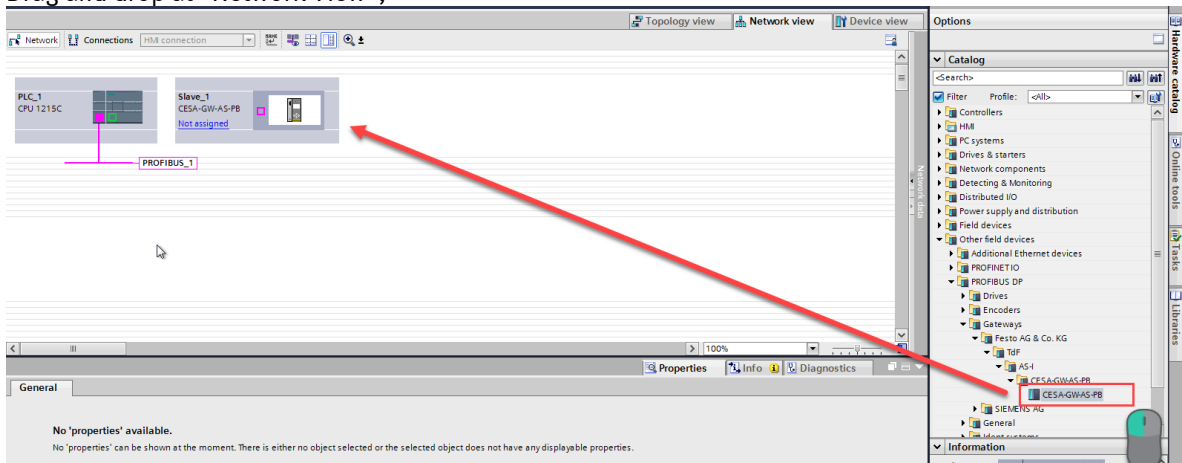 Topology view
Network view
Device view
Options
Network
Connections
HMI connection
Catalog
<Search>
Filter
Profile:
<All>
PLC_1
CPU 1215C
Slave_1
CESA-GW-AS-PB
Not assigned
PROFIBUS_1
Controllers
HMI
PC systems
Drives & starters
Network components
Detecting & Monitoring
Distributed I/O
Power supply and distribution
Field devices
Other field devices
Additional Ethernet devices
PROFINET IO
PROFIBUS DP
Drives
Encoders
Gateways
Festo AG & Co. KG
TdF
AS-I
CESA-GW-AS-PB
CESA-GW-AS-PB
SIEMENS AG
General
Ident systems
Information
Network data
Hardware catalog
Online tools
Tasks
Libraries
100%
Properties
Info
Diagnostics
General
No 'properties' available.
No 'properties' can be shown at the moment. There is either no object selected or the selected object does not have any displayable properties.